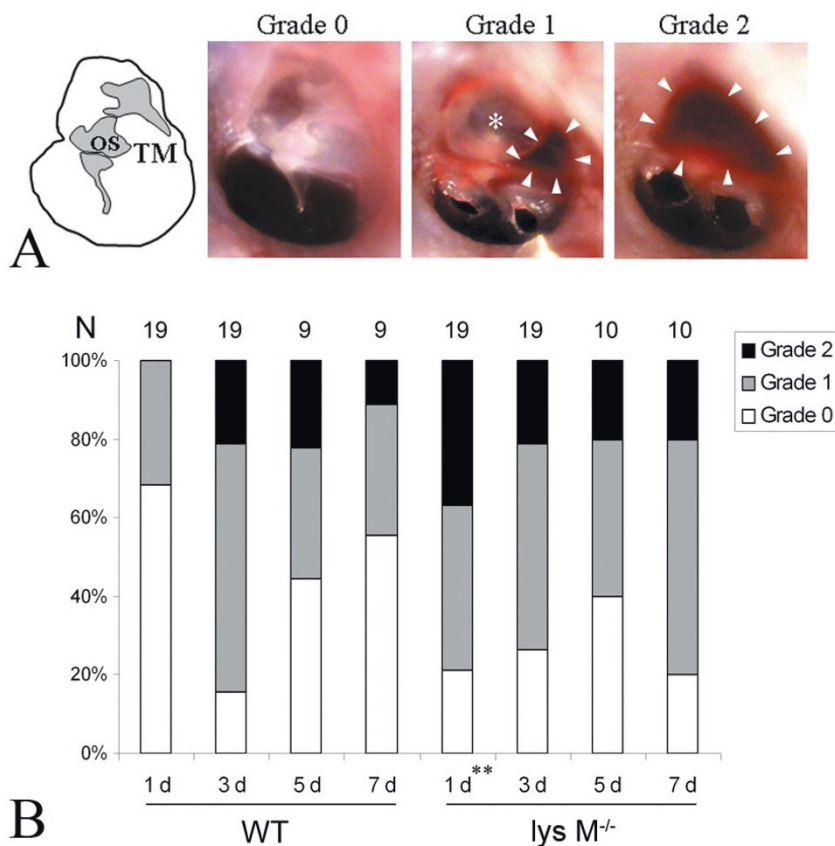 Grade 0 Grade 1 Grade 2
OS TM
*
A
N 19 19 9 9 19 19 10 10
Grade 2
Grade 1
Grade 0
100%
80%
60%
40%
20%
0%
1 d 3 d 5 d 7 d 1 d** 3 d 5 d 7 d
WT lys M-/-
B